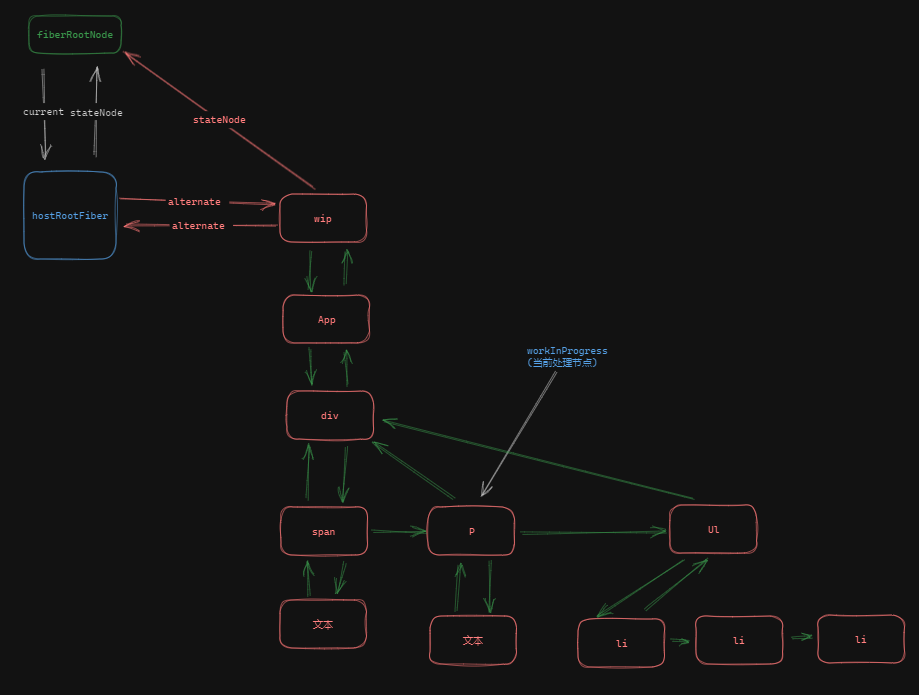 fiberRootNode
current
stateNode
stateNode
hostRootFiber
alternate
alternate
wip
App
workInProgress
(当前处理节点)
div
span
P
Ul
文本
文本
li
li
li